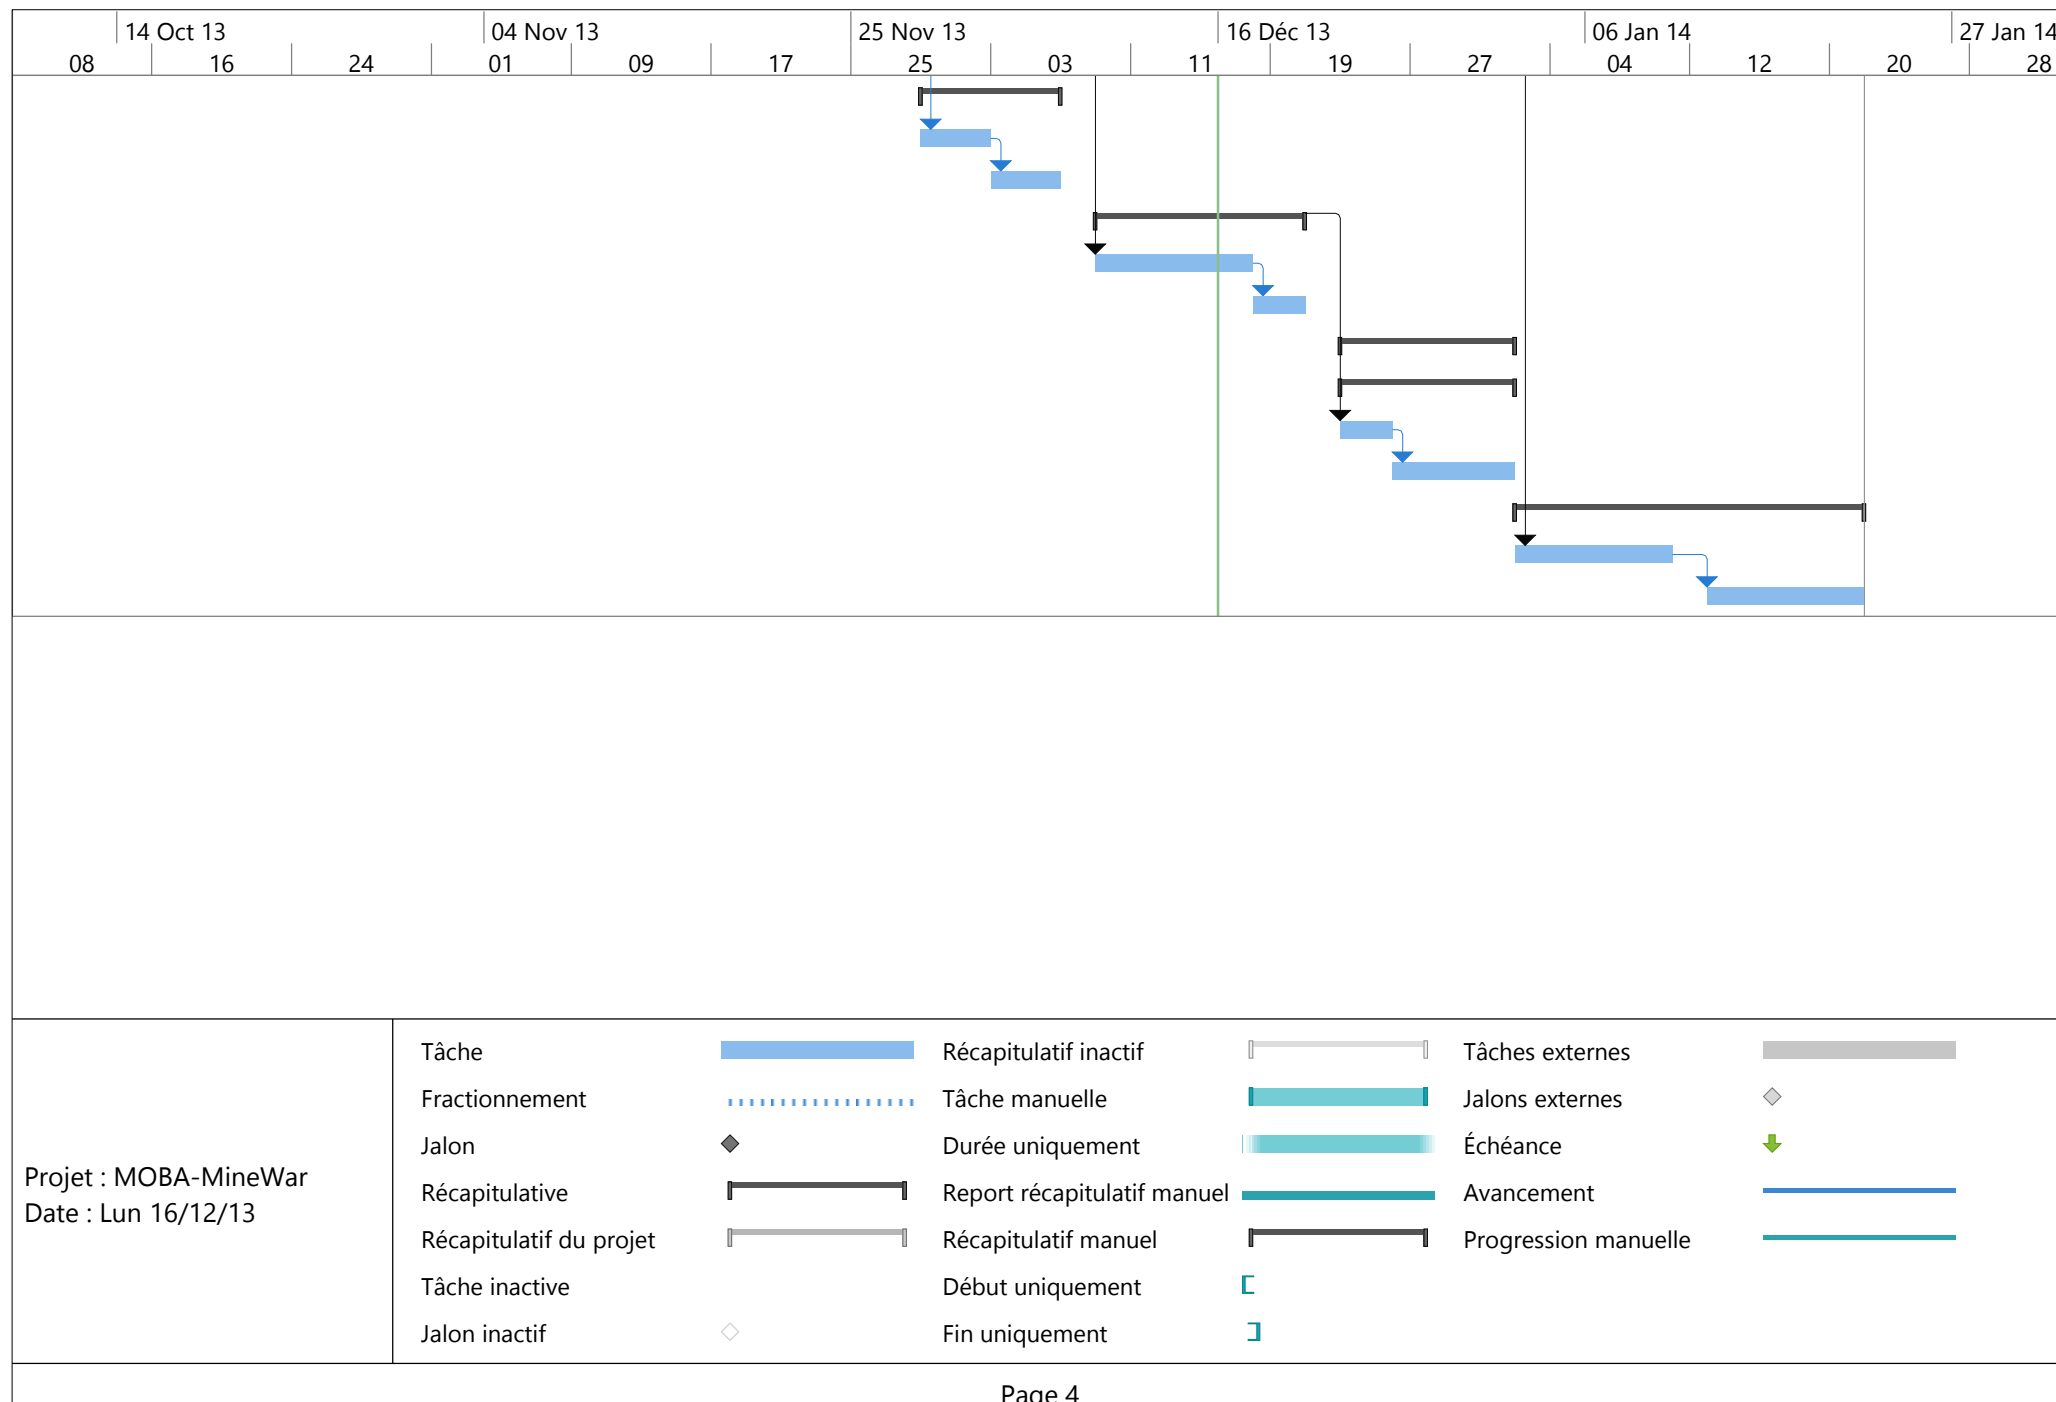 14 Oct 13 04 Nov 13 25 Nov 13 16 Déc 13 06 Jan 14 27 Jan 14
08 16 24 01 09 17 25 03 11 19 27 04 12 20 28
Projet : MOBA-MineWar
Date : Lun 16/12/13
Tâche
Fractionnement
Jalon
Récapitulative
Récapitulatif du projet
Tâche inactive
Jalon inactif
Récapitulatif inactif
Tâche manuelle
Durée uniquement
Report récapitulatif manuel
Récapitulatif manuel
Début uniquement
Fin uniquement
Tâches externes
Jalons externes
Échéance
Avancement
Progression manuelle
Page 4